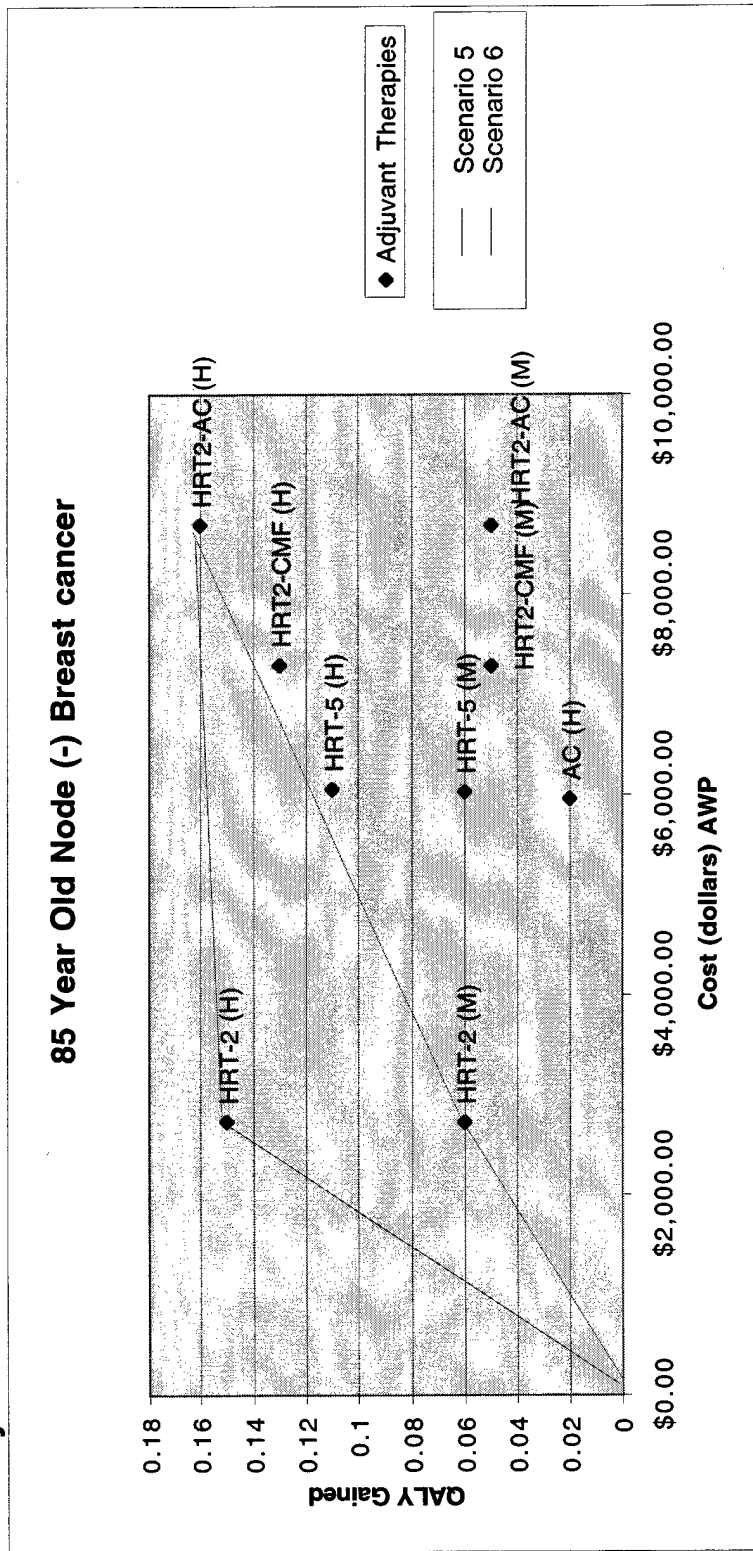 85 Year Old Node (-) Breast cancer
QALY Gained
0.18
0.16
0.14
0.12
0.1
0.08
0.06
0.04
0.02
0
HRT2-AC (H)
HRT-2 (H)
HRT2-CMF (H)
HRT-5 (H)
HRT-2 (M)
HRT-5 (M)
HRT2-CMF (M)
HRT2-AC (M)
AC (H)
$0.00
$2,000.00
$4,000.00
$6,000.00
$8,000.00
$10,000.00
Cost (dollars) AWP
Adjuvant Therapies
Scenario 5
Scenario 6